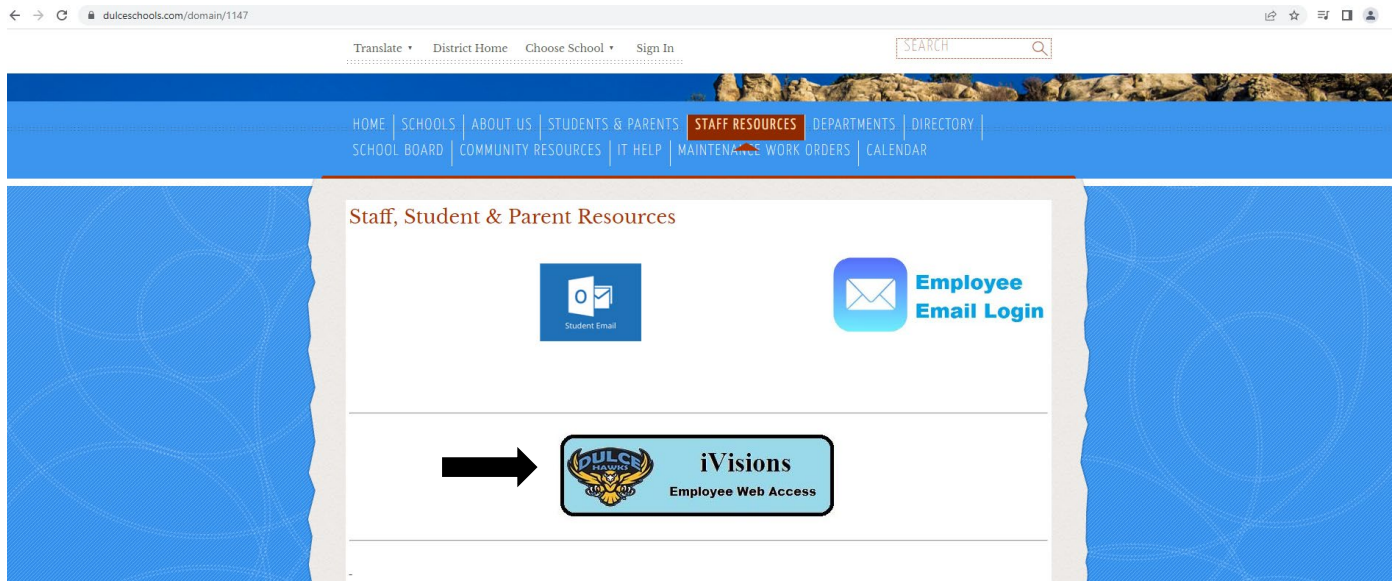 dulceschools.com/domain/1147
Translate District Home Choose School Sign In
SEARCH
HOME SCHOOLS ABOUT US STUDENTS & PARENTS STAFF RESOURCES DEPARTMENTS DIRECTORY
SCHOOL BOARD COMMUNITY RESOURCES IT HELP MAINTENANCE WORK ORDERS CALENDAR
Staff, Student & Parent Resources
O
Student Email
Employee
Email Login
DULCE
HAWKS
iVisions
Employee Web Access
-